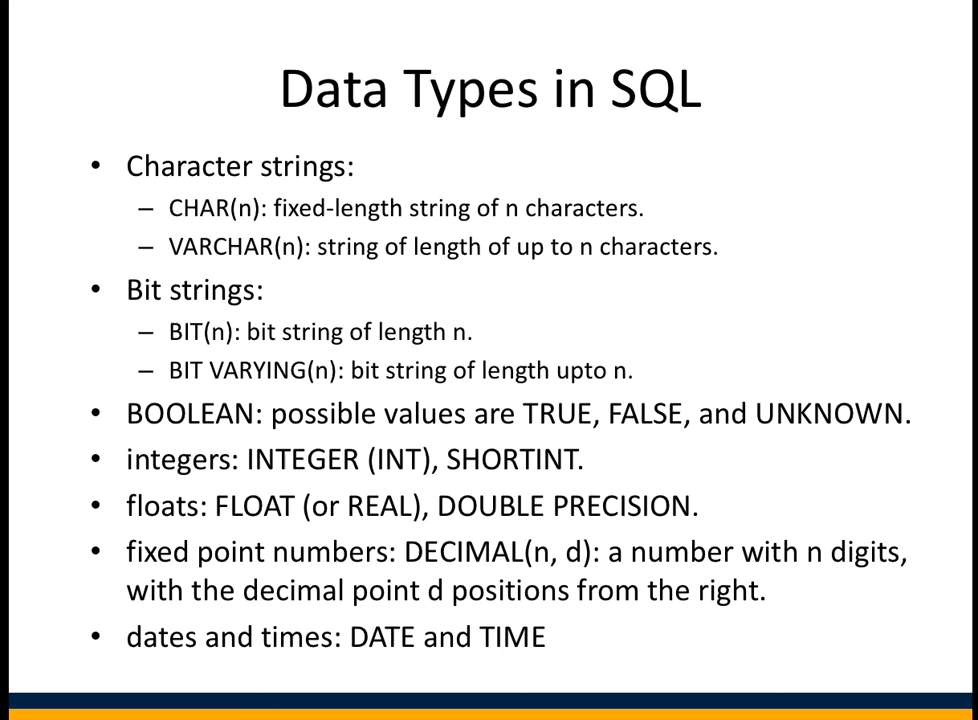 Data Types in SQL
• Character strings:
– CHAR(n): fixed-length string of n characters.
– VARCHAR(n): string of length of up to n characters.
• Bit strings:
– BIT(n): bit string of length n.
– BIT VARYING(n): bit string of length upto n.
• BOOLEAN: possible values are TRUE, FALSE, and UNKNOWN.
• integers: INTEGER (INT), SHORTINT.
• floats: FLOAT (or REAL), DOUBLE PRECISION.
• fixed point numbers: DECIMAL(n, d): a number with n digits,
with the decimal point d positions from the right.
• dates and times: DATE and TIME